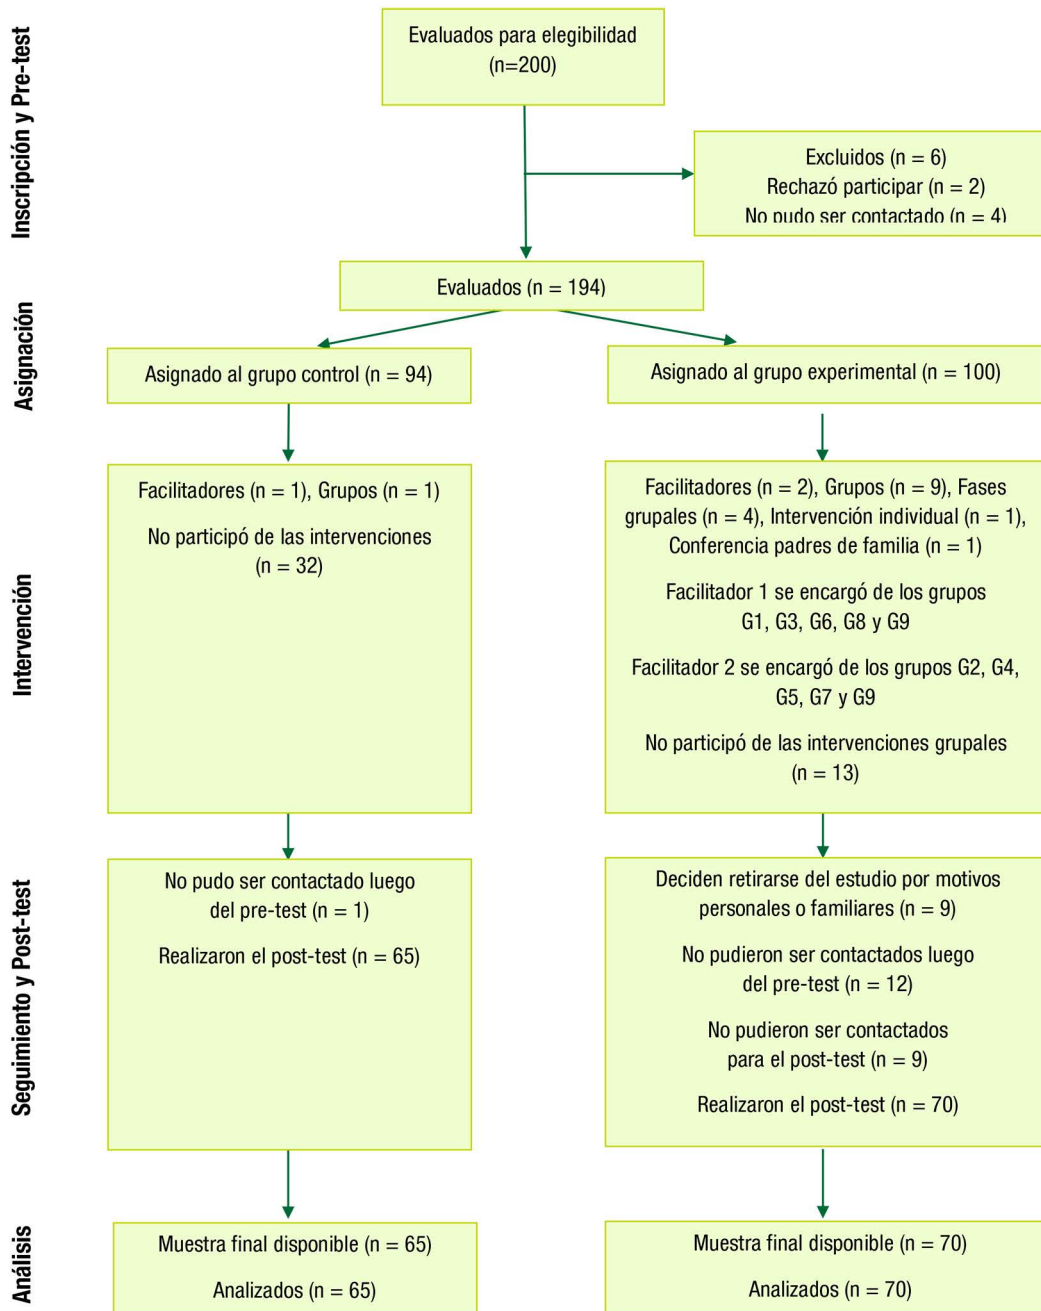 Inscripción y Pre-test
Evaluados para elegibilidad
(n=200)
Excluidos (n = 6)
Rechazó participar (n = 2)
No pudo ser contactado (n = 4)
Evaluados (n = 194)
Asignación
Asignado al grupo control (n = 94)
Asignado al grupo experimental (n = 100)
Intervención
Facilitadores (n = 1), Grupos (n = 1)
No participó de las intervenciones
(n = 32)
Facilitadores (n = 2), Grupos (n = 9), Fases
grupales (n = 4), Intervención individual (n = 1),
Conferencia padres de familia (n = 1)
Facilitador 1 se encargó de los grupos
G1, G3, G6, G8 y G9
Facilitador 2 se encargó de los grupos G2, G4,
G5, G7 y G9
No participó de las intervenciones grupales
(n = 13)
Seguimiento y Post-test
No pudo ser contactado luego
del pre-test (n = 1)
Realizaron el post-test (n = 65)
Deciden retirarse del estudio por motivos
personales o familiares (n = 9)
No pudieron ser contactados luego
del pre-test (n = 12)
No pudieron ser contactados
para el post-test (n = 9)
Realizaron el post-test (n = 70)
Análisis
Muestra final disponible (n = 65)
Analizados (n = 65)
Muestra final disponible (n = 70)
Analizados (n = 70)